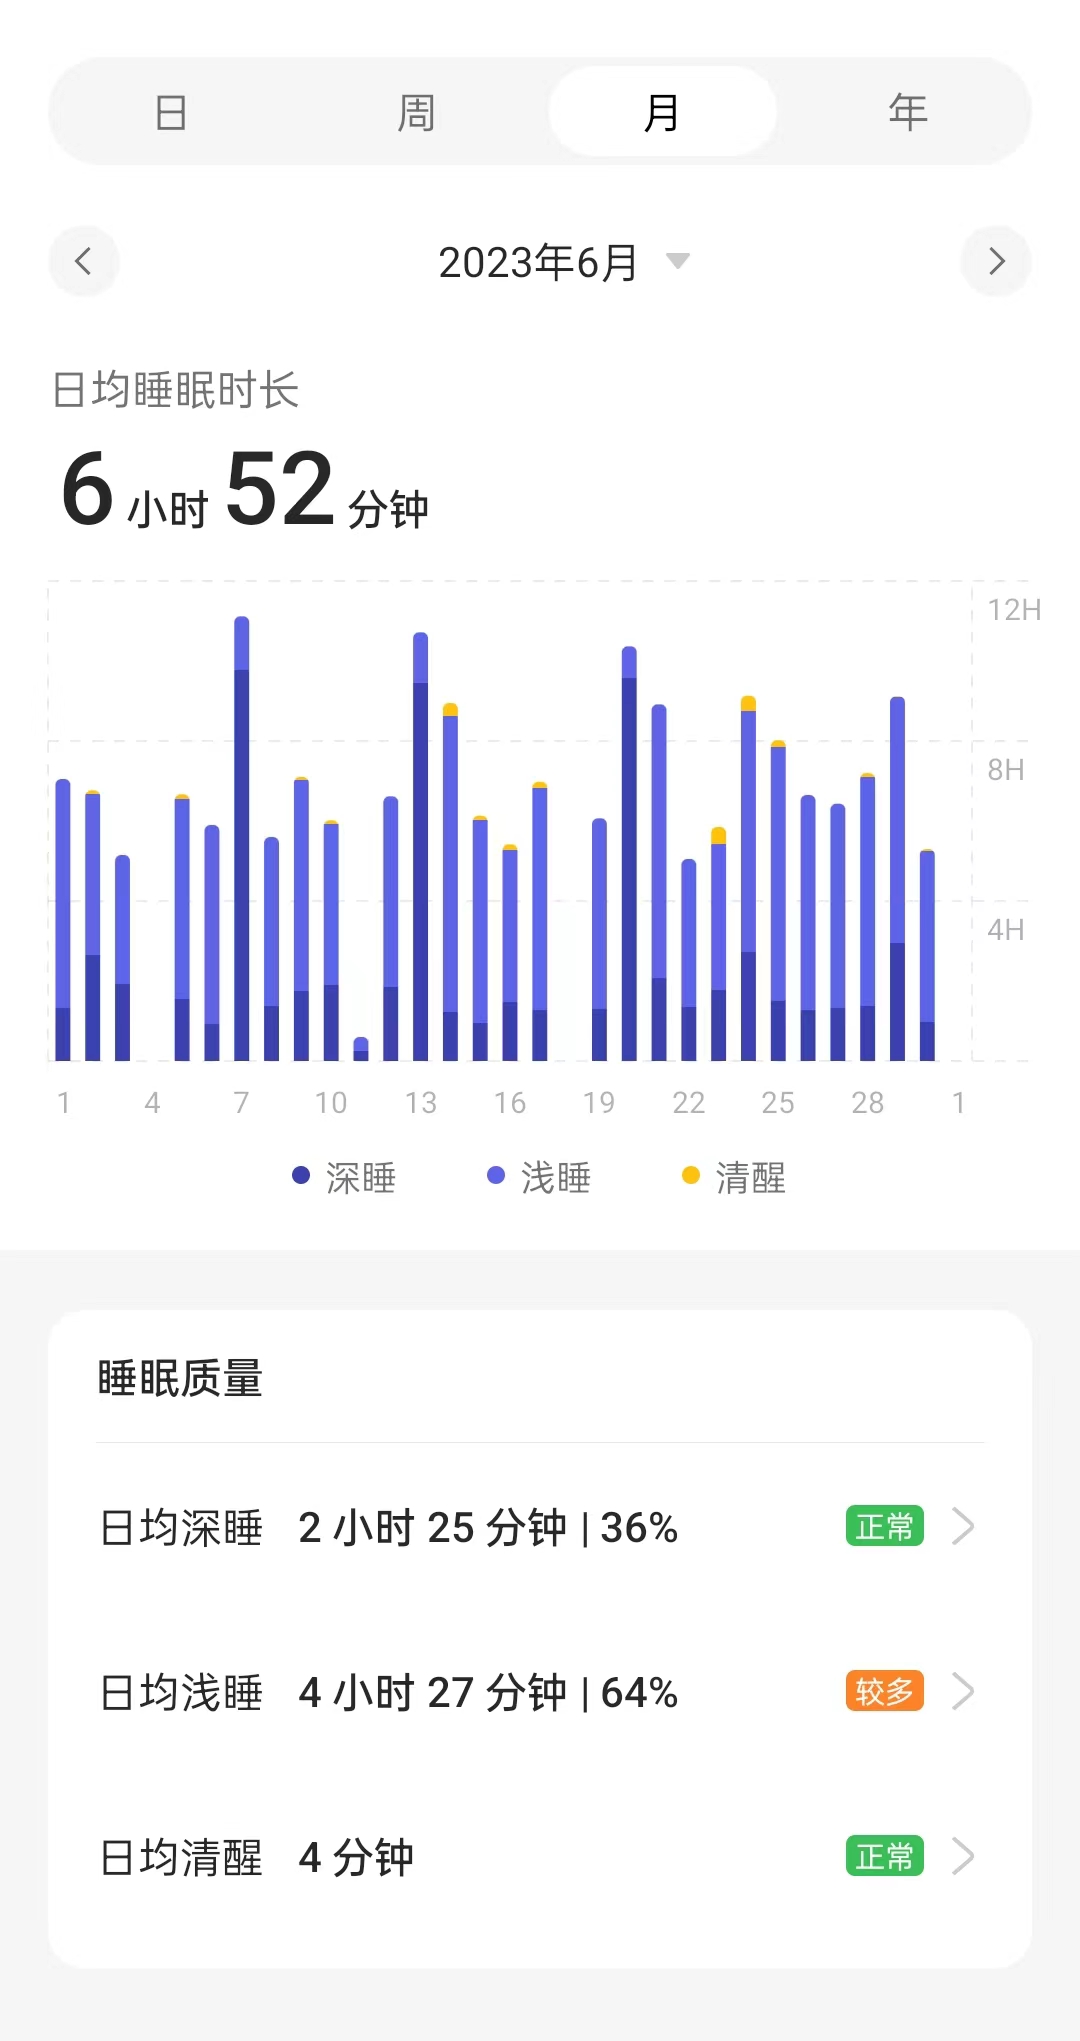 日 周 月 年
2023年6月
日均睡眠时长
6 小时 52 分钟
12H
8H
4H
1 4 7 10 13 16 19 22 25 28 1
深睡 浅睡 清醒
睡眠质量
日均深睡 2 小时 25 分钟 | 36% 正常
日均浅睡 4 小时 27 分钟 | 64% 较多
日均清醒 4 分钟 正常